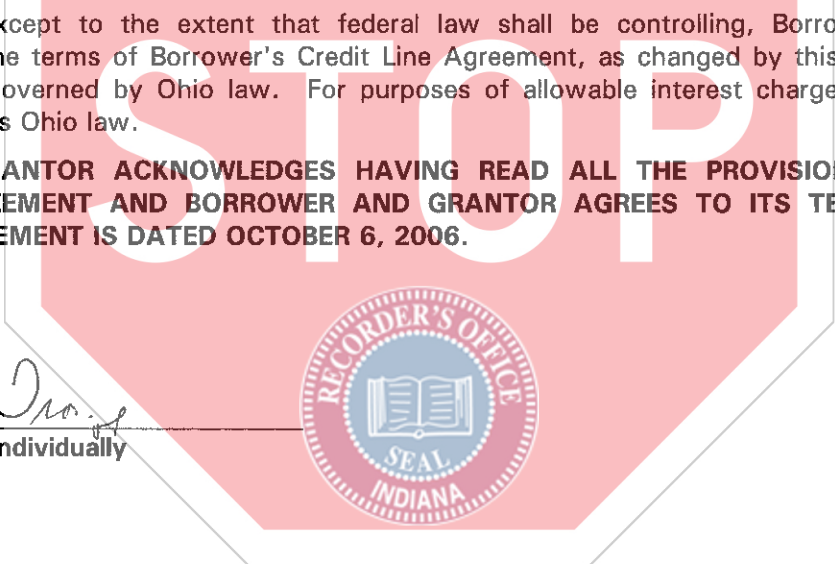 xcept to the extent that federal law shall be controlling, Borro
e terms of Borrower's Credit Line Agreement, as changed by this
overned by Ohio law. For purposes of allowable interest charge
s Ohio law.
ANTOR ACKNOWLEDGES HAVING READ ALL THE PROVISIO
EMENT AND BORROWER AND GRANTOR AGREES TO ITS TE
EMENT IS DATED OCTOBER 6, 2006.
STOP
RECORDER'S OFFICE
SEAL
INDIANA
ndividually